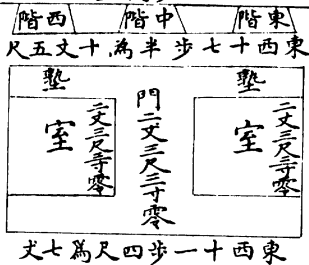 東階
中階
西階
東西十七步半為十丈五尺
塾
二丈三尺三寸零
室
門二丈三尺三寸零
塾
二丈三尺三寸零
室
東西十一步四尺爲七丈